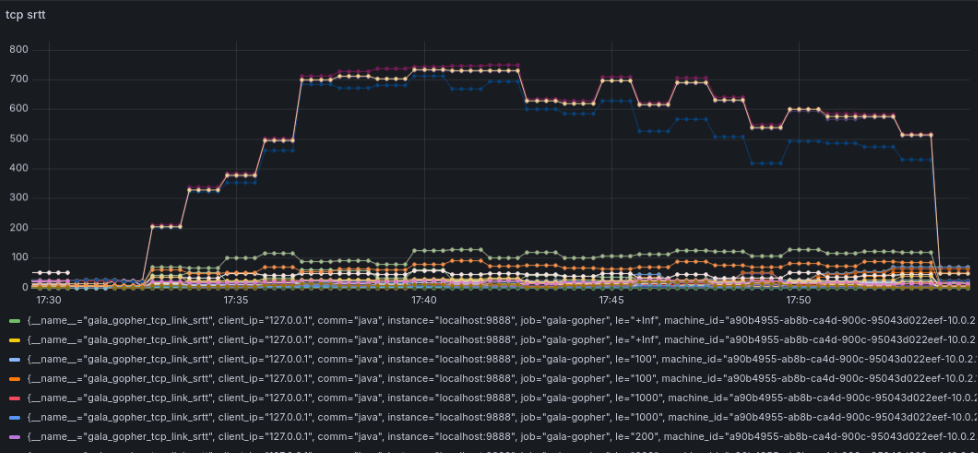 tcp srtt
800
700
600
500
400
300
200
100
0
17:30 17:35 17:40 17:45 17:50
{__name__="gala_gopher_tcp_link_srtt", client_ip="127.0.0.1", comm="java", instance="localhost:9888", job="gala-gopher", le="+Inf", machine_id="a90b4955-ab8b-ca4d-900c-95043d022eef-10.0.2
{__name__="gala_gopher_tcp_link_srtt", client_ip="127.0.0.1", comm="java", instance="localhost:9888", job="gala-gopher", le="+Inf", machine_id="a90b4955-ab8b-ca4d-900c-95043d022eef-10.0.2
{__name__="gala_gopher_tcp_link_srtt", client_ip="127.0.0.1", comm="java", instance="localhost:9888", job="gala-gopher", le="100", machine_id="a90b4955-ab8b-ca4d-900c-95043d022eef-10.0.2.
{__name__="gala_gopher_tcp_link_srtt", client_ip="127.0.0.1", comm="java", instance="localhost:9888", job="gala-gopher", le="100", machine_id="a90b4955-ab8b-ca4d-900c-95043d022eef-10.0.2.
{__name__="gala_gopher_tcp_link_srtt", client_ip="127.0.0.1", comm="java", instance="localhost:9888", job="gala-gopher", le="1000", machine_id="a90b4955-ab8b-ca4d-900c-95043d022eef-10.0.2
{__name__="gala_gopher_tcp_link_srtt", client_ip="127.0.0.1", comm="java", instance="localhost:9888", job="gala-gopher", le="1000", machine_id="a90b4955-ab8b-ca4d-900c-95043d022eef-10.0.2
{__name__="gala_gopher_tcp_link_srtt", client_ip="127.0.0.1", comm="java", instance="localhost:9888", job="gala-gopher", le="200", machine_id="a90b4955-ab8b-ca4d-900c-95043d022eef-10.0.2.